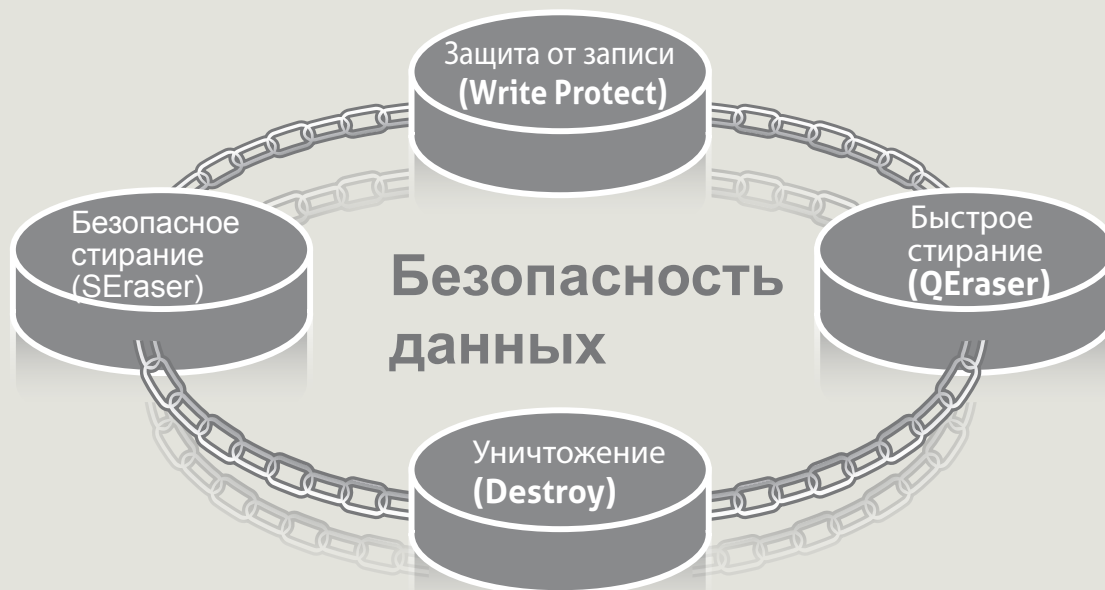 Защита от записи
(Write Protect)
Безопасное
стирание
(SEraser)
Быстрое
стирание
(QEraser)
Безопасность
данных
Уничтожение
(Destroy)